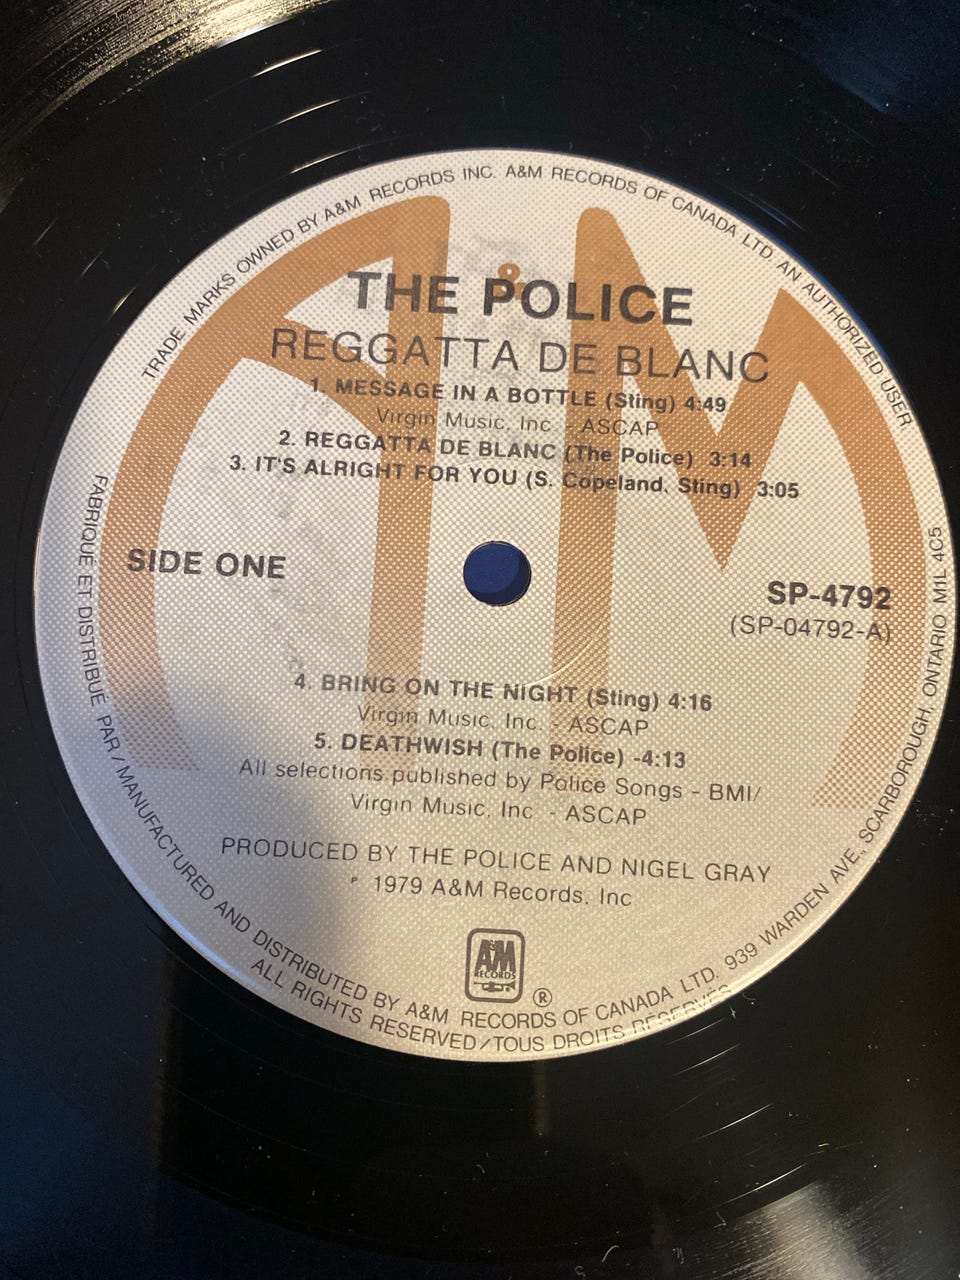 TRADE MARKS OWNED BY A&M RECORDS INC. A&M RECORDS OF CANADA LTD. AN AUTHORIZED USER
&
THE POLICE
REGGATTA DE BLANC
1. MESSAGE IN A BOTTLE (Sting) 4:49
Virgin Music, Inc. - ASCAP
2. REGGATTA DE BLANC (The Police) 3:14
3. IT'S ALRIGHT FOR YOU (S. Copeland, Sting) 3:05
SIDE ONE
SP-4792
(SP-04792-A)
4. BRING ON THE NIGHT (Sting) 4:16
Virgin Music, Inc. - ASCAP
5. DEATHWISH (The Police) -4:13
All selections published by Police Songs - BMI/
Virgin Music, Inc - ASCAP
PRODUCED BY THE POLICE AND NIGEL GRAY
℗ 1979 A&M Records, Inc
A&M
RECORDS
®
FABRIQUÉ ET DISTRIBUÉ PAR / MANUFACTURED AND DISTRIBUTED BY A&M RECORDS OF CANADA LTD. 939 WARDEN AVE., SCARBOROUGH, ONTARIO M1L 4C5
ALL RIGHTS RESERVED/TOUS DROITS RÉSERVÉS